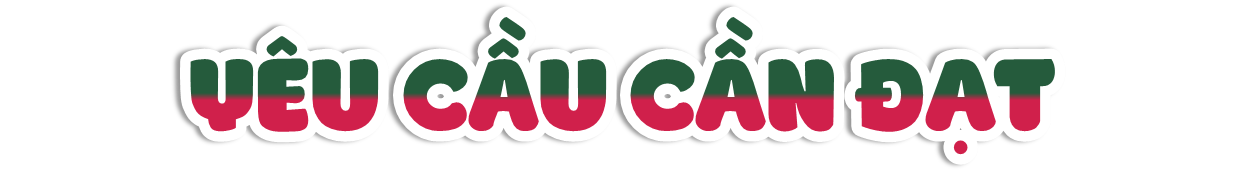 YÊU CẦU CẦN ĐẠT